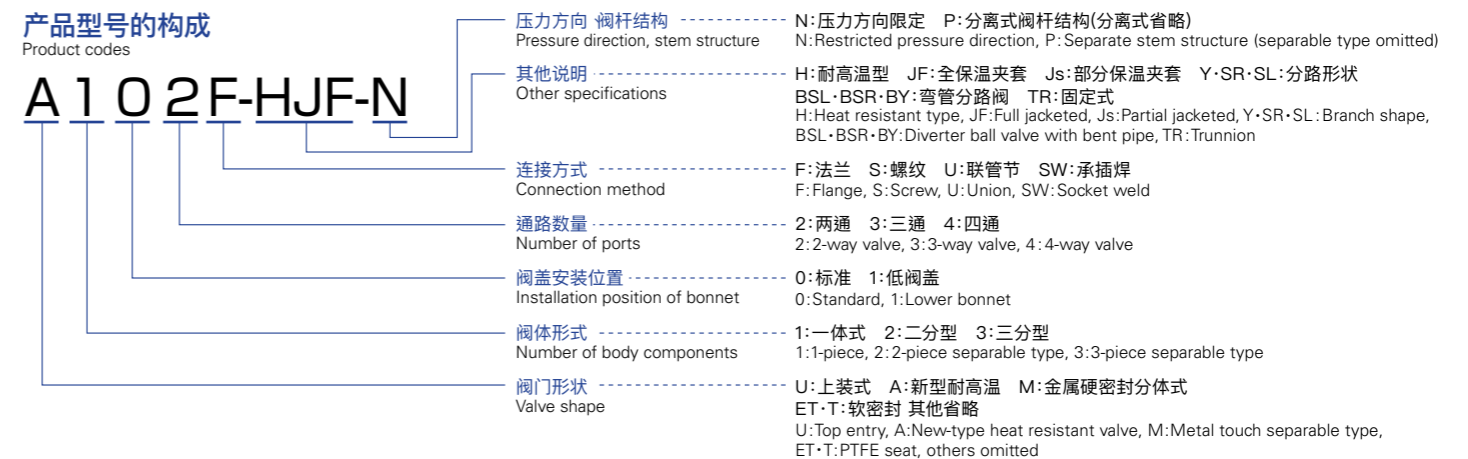 产品型号的构成
Product codes
A102F-HJF-N
压力方向 阀杆结构
Pressure direction, stem structure
N:压力方向限定 P:分离式阀杆结构(分离式省略)
N:Restricted pressure direction, P:Separate stem structure (separable type omitted)
其他说明
Other specifications
H:耐高温型 JF:全保温夹套 Js:部分保温夹套 Y·SR·SL:分路形状
BSL·BSR·BY:弯管分路阀 TR:固定式
H:Heat resistant type, JF:Full jacketed, Js:Partial jacketed, Y·SR·SL:Branch shape,
BSL·BSR·BY:Diverter ball valve with bent pipe, TR:Trunnion
连接方式
Connection method
F:法兰 S:螺纹 U:联管节 SW:承插焊
F:Flange, S:Screw, U:Union, SW:Socket weld
通路数量
Number of ports
2:两通 3:三通 4:四通
2:2-way valve, 3:3-way valve, 4:4-way valve
阀盖安装位置
Installation position of bonnet
0:标准 1:低阀盖
0:Standard, 1:Lower bonnet
阀体形式
Number of body components
1:一体式 2:二分型 3:三分型
1:1-piece, 2:2-piece separable type, 3:3-piece separable type
阀门形状
Valve shape
U:上装式 A:新型耐高温 M:金属硬密封分体式
ET·T:软密封 其他省略
U:Top entry, A:New-type heat resistant valve, M:Metal touch separable type,
ET·T:PTFE seat, others omitted